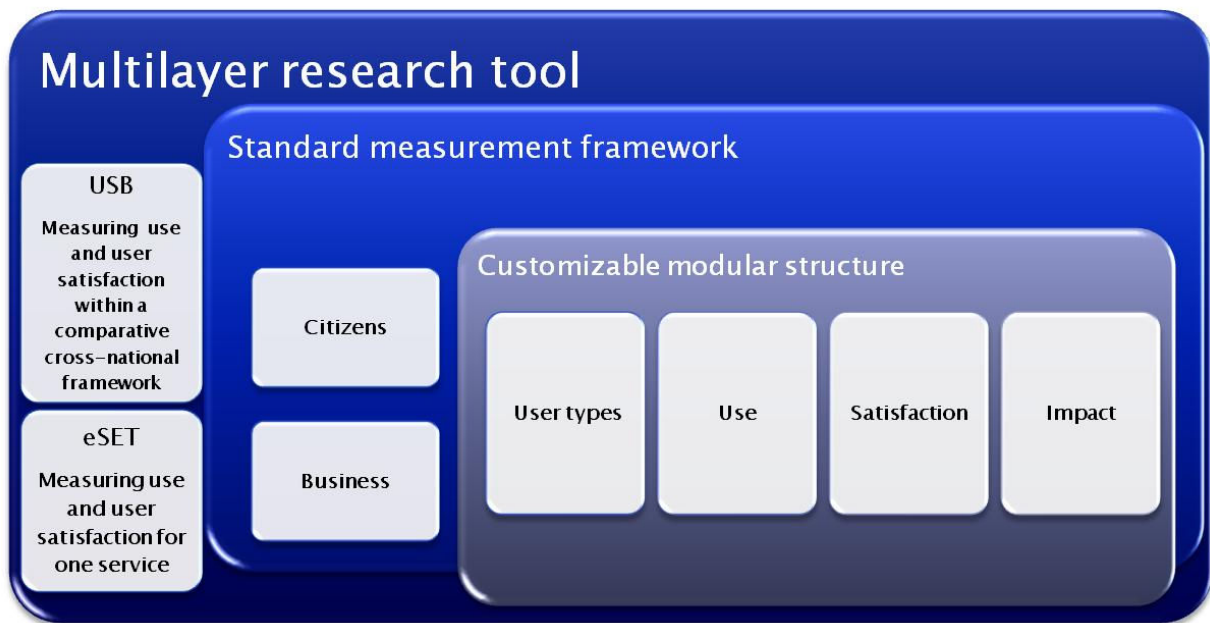 Multilayer research tool
Standard measurement framework
USB
Measuring use
and user
satisfaction
within a
comparative
cross-national
framework
eSET
Measuring use
and user
satisfaction for
one service
Citizens
Business
Customizable modular structure
User types
Use
Satisfaction
Impact